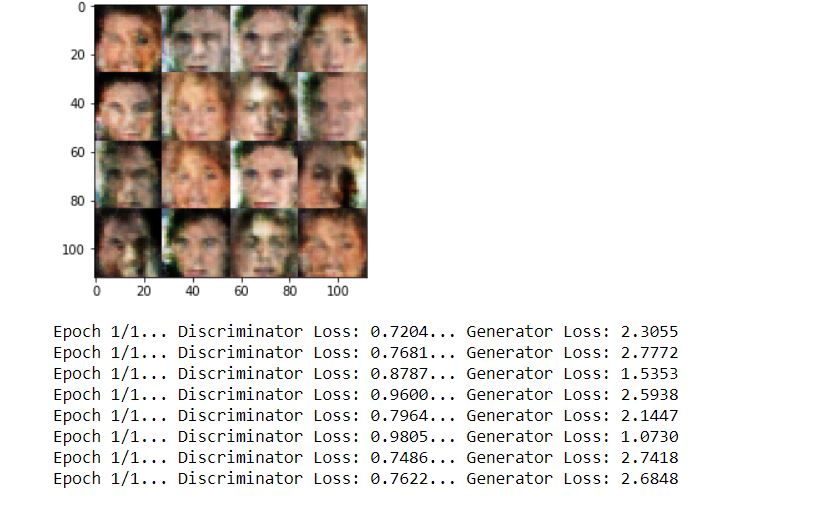 0
20
40
60
80
100
0 20 40 60 80 100
Epoch 1/1... Discriminator Loss: 0.7204... Generator Loss: 2.3055
Epoch 1/1... Discriminator Loss: 0.7681... Generator Loss: 2.7772
Epoch 1/1... Discriminator Loss: 0.8787... Generator Loss: 1.5353
Epoch 1/1... Discriminator Loss: 0.9600... Generator Loss: 2.5938
Epoch 1/1... Discriminator Loss: 0.7964... Generator Loss: 2.1447
Epoch 1/1... Discriminator Loss: 0.9805... Generator Loss: 1.0730
Epoch 1/1... Discriminator Loss: 0.7486... Generator Loss: 2.7418
Epoch 1/1... Discriminator Loss: 0.7622... Generator Loss: 2.6848